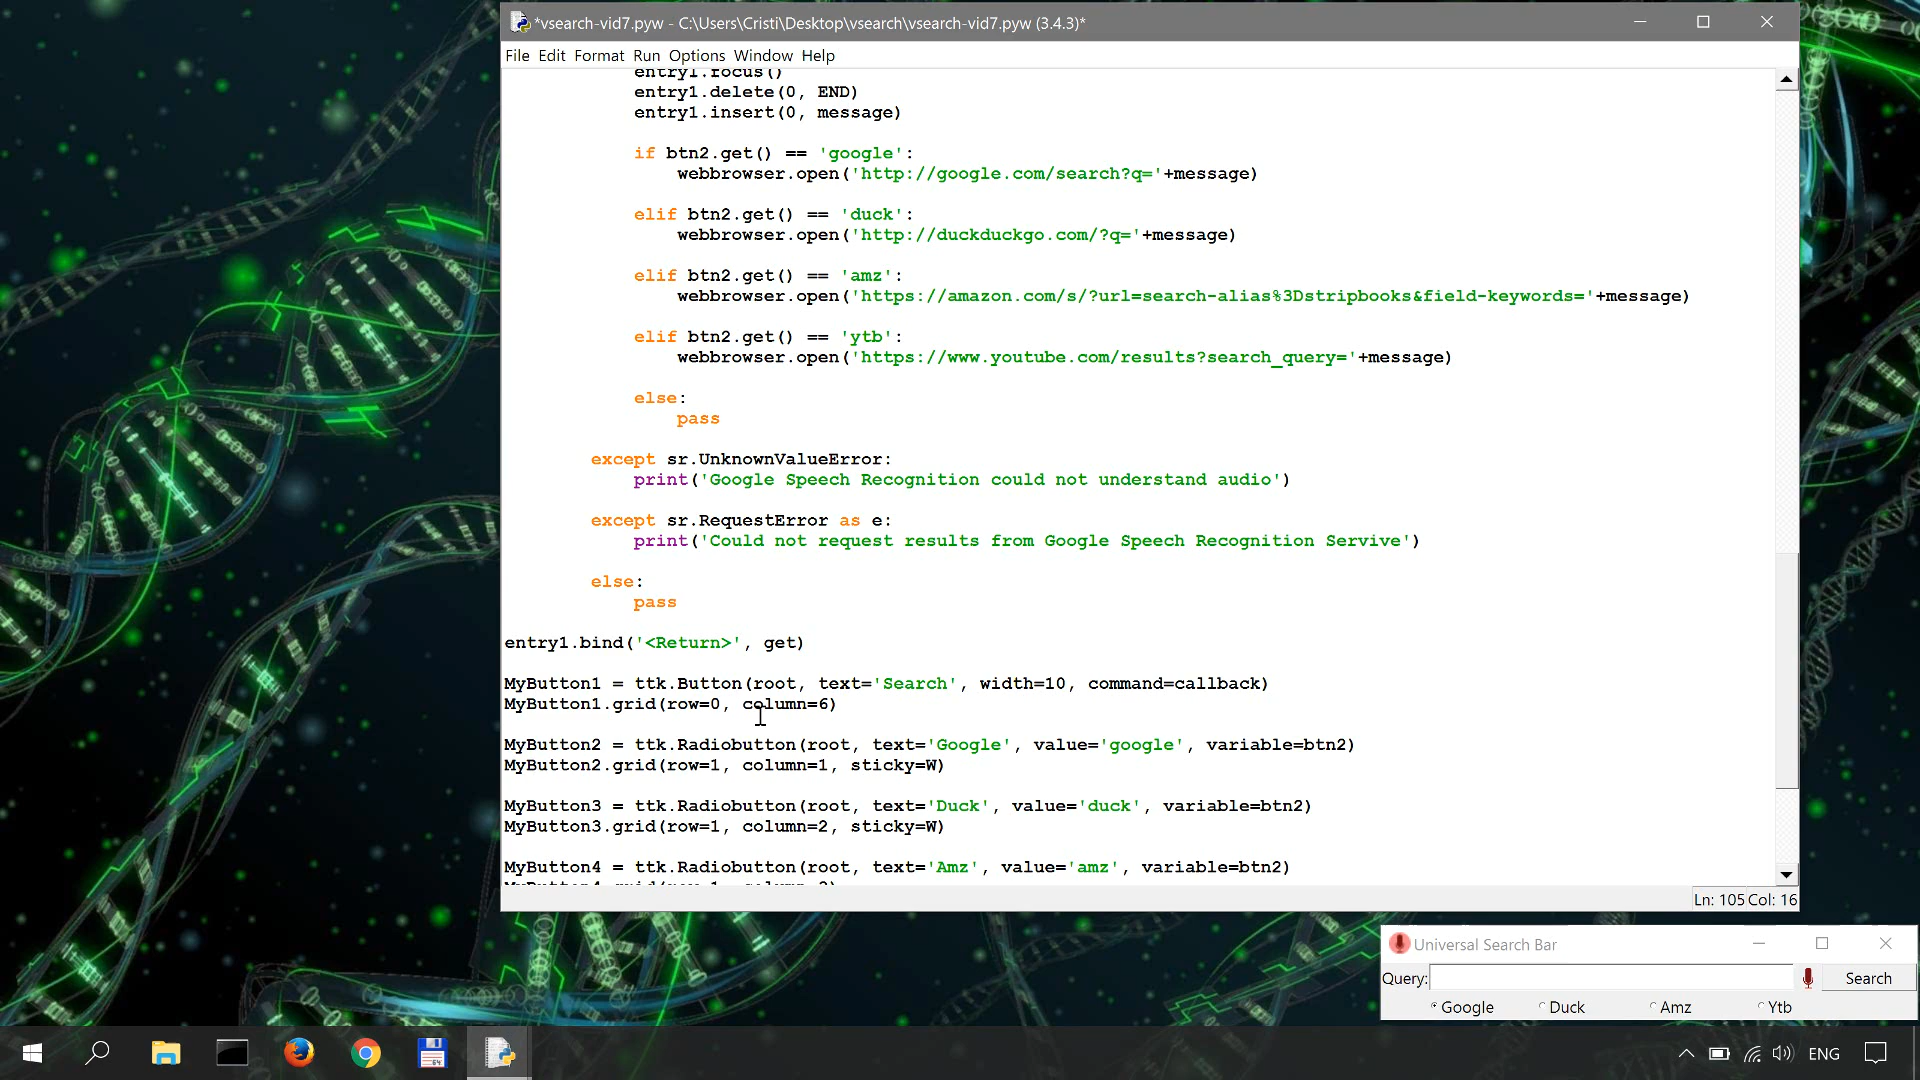 *vsearch-vid7.pyw - C:\Users\Cristi\Desktop\vsearch\vsearch-vid7.pyw (3.4.3)*
File Edit Format Run Options Window Help
entry1.focus()
entry1.delete(0, END)
entry1.insert(0, message)
if btn2.get() == 'google':
webbrowser.open('http://google.com/search?q='+message)
elif btn2.get() == 'duck':
webbrowser.open('http://duckduckgo.com/?q='+message)
elif btn2.get() == 'amz':
webbrowser.open('https://amazon.com/s/?url=search-alias%3Dstripbooks&field-keywords='+message)
elif btn2.get() == 'ytb':
webbrowser.open('https://www.youtube.com/results?search_query='+message)
else:
pass
except sr.UnknownValueError:
print('Google Speech Recognition could not understand audio')
except sr.RequestError as e:
print('Could not request results from Google Speech Recognition Servive')
else:
pass
entry1.bind('<Return>', get)
MyButton1 = ttk.Button(root, text='Search', width=10, command=callback)
MyButton1.grid(row=0, column=6)
MyButton2 = ttk.Radiobutton(root, text='Google', value='google', variable=btn2)
MyButton2.grid(row=1, column=1, sticky=W)
MyButton3 = ttk.Radiobutton(root, text='Duck', value='duck', variable=btn2)
MyButton3.grid(row=1, column=2, sticky=W)
MyButton4 = ttk.Radiobutton(root, text='Amz', value='amz', variable=btn2)
Ln: 105 Col: 16
Universal Search Bar
Query: Search
Google Duck Amz Ytb
64
ENG